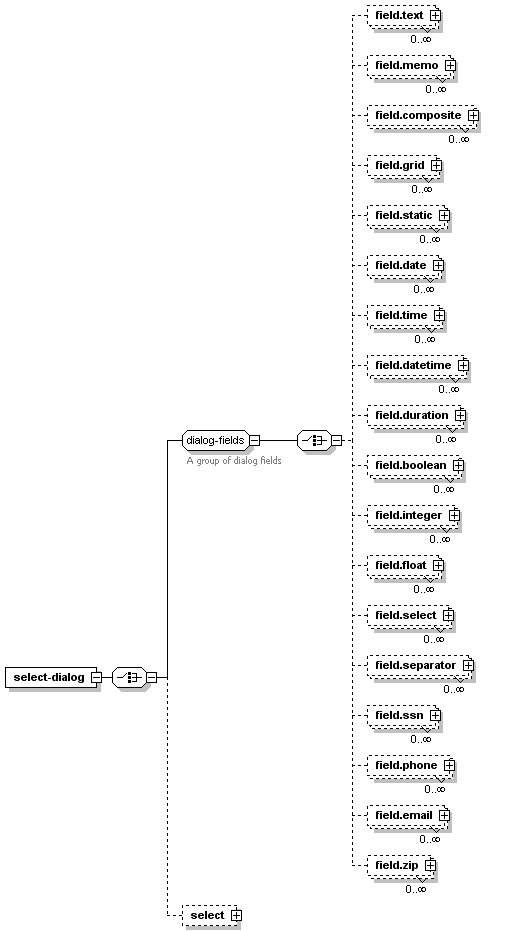 field.text
0..∞
field.memo
0..∞
field.composite
0..∞
field.grid
0..∞
field.static
0..∞
field.date
0..∞
field.time
0..∞
field.datetime
0..∞
dialog-fields
A group of dialog fields
field.duration
0..∞
field.boolean
0..∞
field.integer
0..∞
field.float
0..∞
field.select
0..∞
select-dialog
field.separator
0..∞
field.ssn
0..∞
field.phone
0..∞
field.email
0..∞
field.zip
0..∞
select